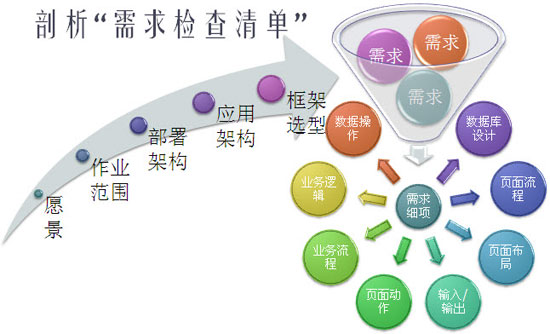 剖析“需求检查清单”
愿
景
作业
范围
部署
架构
应用
架构
框架
选型
需求
需求
需求
数据操
作
数据库
设计
业务逻
辑
需求
细项
页面流
程
业务流
程
页面布
局
页面动
作
输入/
输出